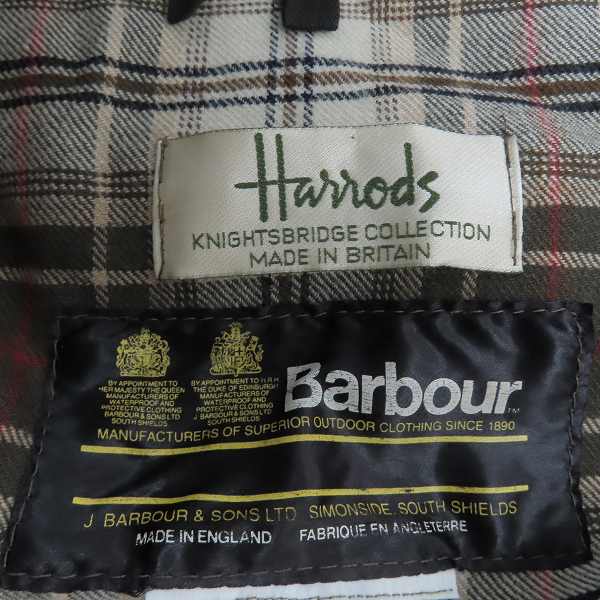 Harrods
KNIGHTSBRIDGE COLLECTION
MADE IN BRITAIN
BY APPOINTMENT TO
HER MAJESTY THE QUEEN
MANUFACTURERS OF
WATERPROOF AND
PROTECTIVE CLOTHING
BARBOUR & SONS LTD
SOUTH SHIELDS
BY APPOINTMENT TO H.R.H.
THE DUKE OF EDINBURGH
MANUFACTURERS OF
WATERPROOF AND
PROTECTIVE CLOTHING
J. BARBOUR & SONS LTD
SOUTH SHIELDS
Barbour TM
MANUFACTURERS OF SUPERIOR OUTDOOR CLOTHING SINCE 1890
J. BARBOUR & SONS LTD. SIMONSIDE, SOUTH SHIELDS
MADE IN ENGLAND FABRIQUE EN ANGLETERRE